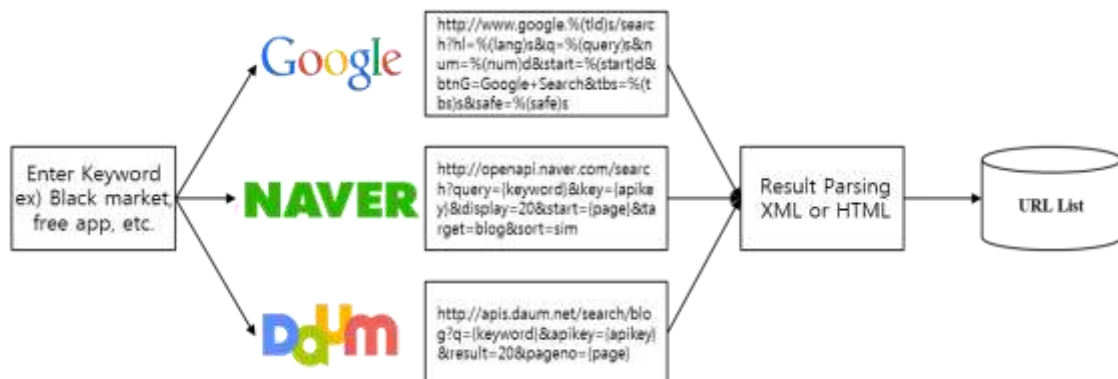 Enter Keyword
ex) Black market,
free app, etc.
Google
http://www.google.%(tld)s/searc
h?hl=%(lang)s&q=%(query)s&n
um=%(num)d&start=%(start)d&
btnG=Google+Search&tbs=%(t
bs)s&safe=%(safe)s
NAVER
http://openapi.naver.com/searc
h?query={keyword}&key={apike
y}&display=20&start={page}&ta
rget=blog&sort=sim
Daum
http://apis.daum.net/search/blo
g?q={keyword}&apikey={apikey}
&result=20&pageno={page}
Result Parsing
XML or HTML
URL List